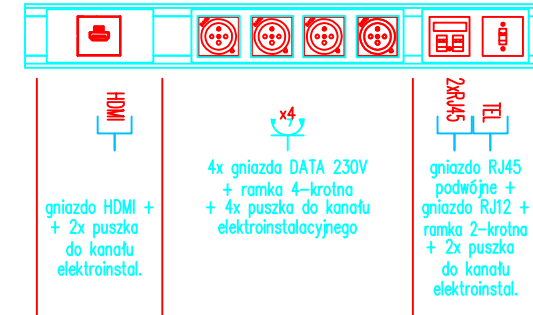 HDMI
gniazdo HDMI +
+ 2x puszka
do kanału
elektroinstal.
x4
4x gniazda DATA 230V
+ ramka 4-krotna
+ 4x puszka do kanału
elektroinstalacyjnego
2xRJ45
TEL
gniazdo RJ45
podwójne +
gniazdo RJ12 +
ramka 2-krotna
+ 2x puszka
do kanału
elektroinstal.